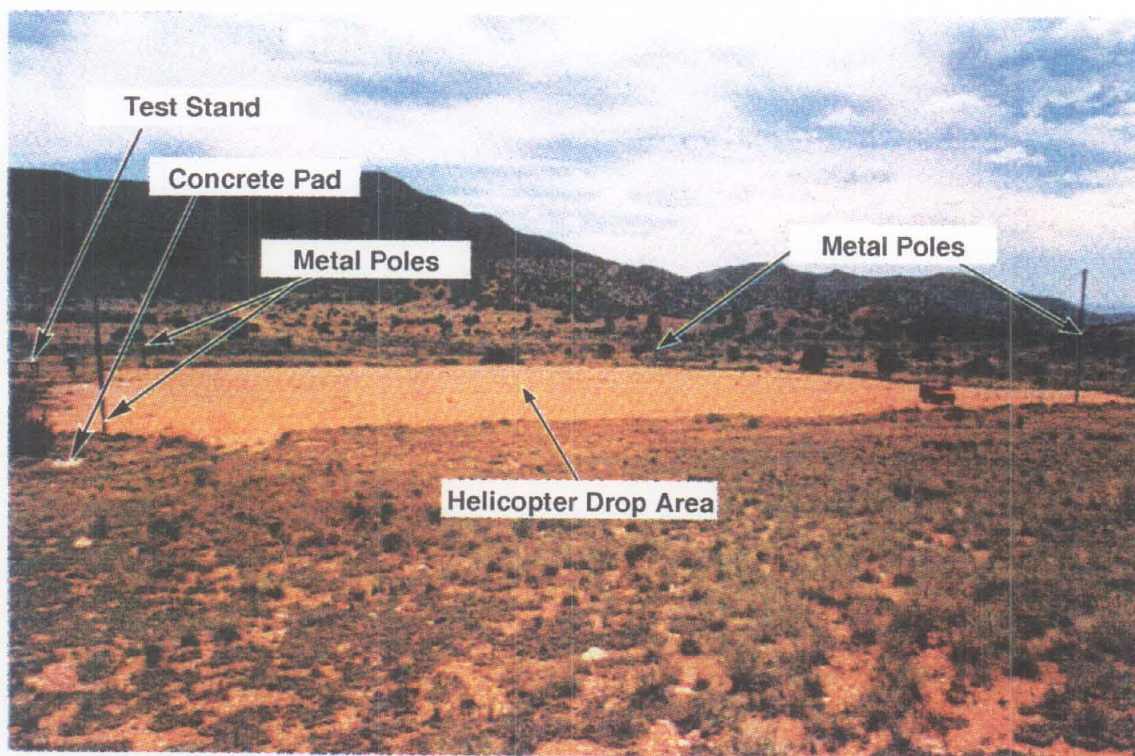 Test Stand
Concrete Pad
Metal Poles
Metal Poles
Helicopter Drop Area